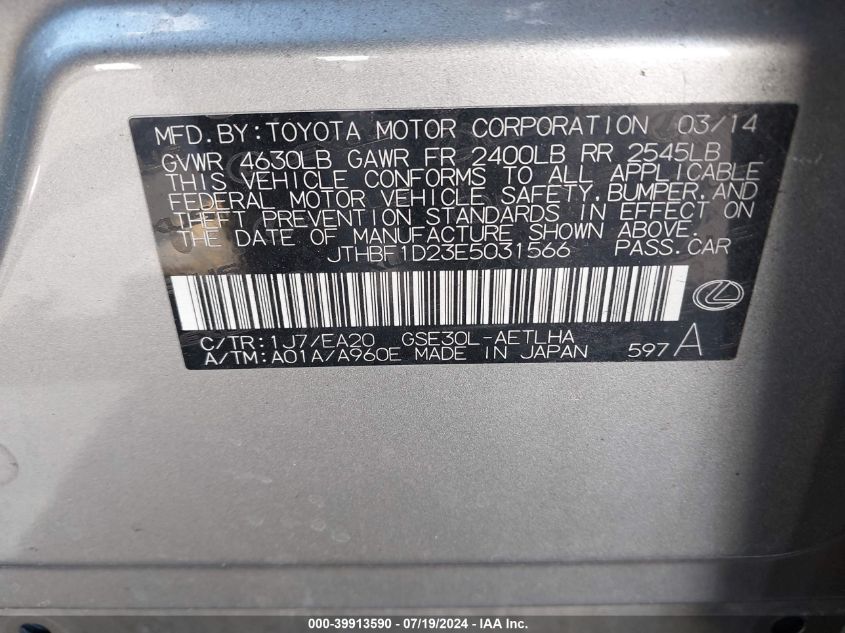 MFD. BY: TOYOTA MOTOR CORPORATION 03/14
GVWR 4630LB GAWR FR 2400LB RR 2545LB
THIS VEHICLE CONFORMS TO ALL APPLICABLE
FEDERAL MOTOR VEHICLE SAFETY, BUMPER, AND
THEFT PREVENTION STANDARDS IN EFFECT ON
THE DATE OF MANUFACTURE SHOWN ABOVE.
JTHBF1D23E5031566 PASS. CAR
C/TR: 1J7/EA20 GSE30L-AETLHA
A/TM: A01A/A960E MADE IN JAPAN 597 A
000-39913590 - 07/19/2024 - IAA Inc.